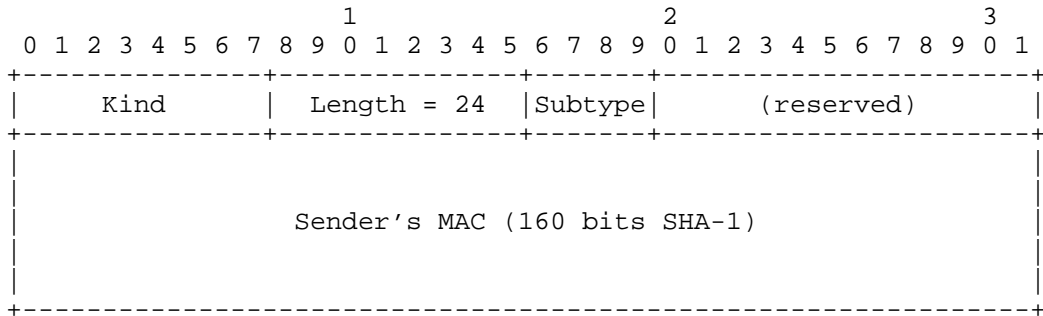 1                   2                   3
 0 1 2 3 4 5 6 7 8 9 0 1 2 3 4 5 6 7 8 9 0 1 2 3 4 5 6 7 8 9 0 1
+---------------+---------------+-------+-----------------------+
|     Kind      |  Length = 24  |Subtype|      (reserved)       |
+---------------+---------------+-------+-----------------------+
|                                                               |
|                                                               |
|                 Sender's MAC (160 bits SHA-1)                 |
|                                                               |
|                                                               |
+---------------------------------------------------------------+